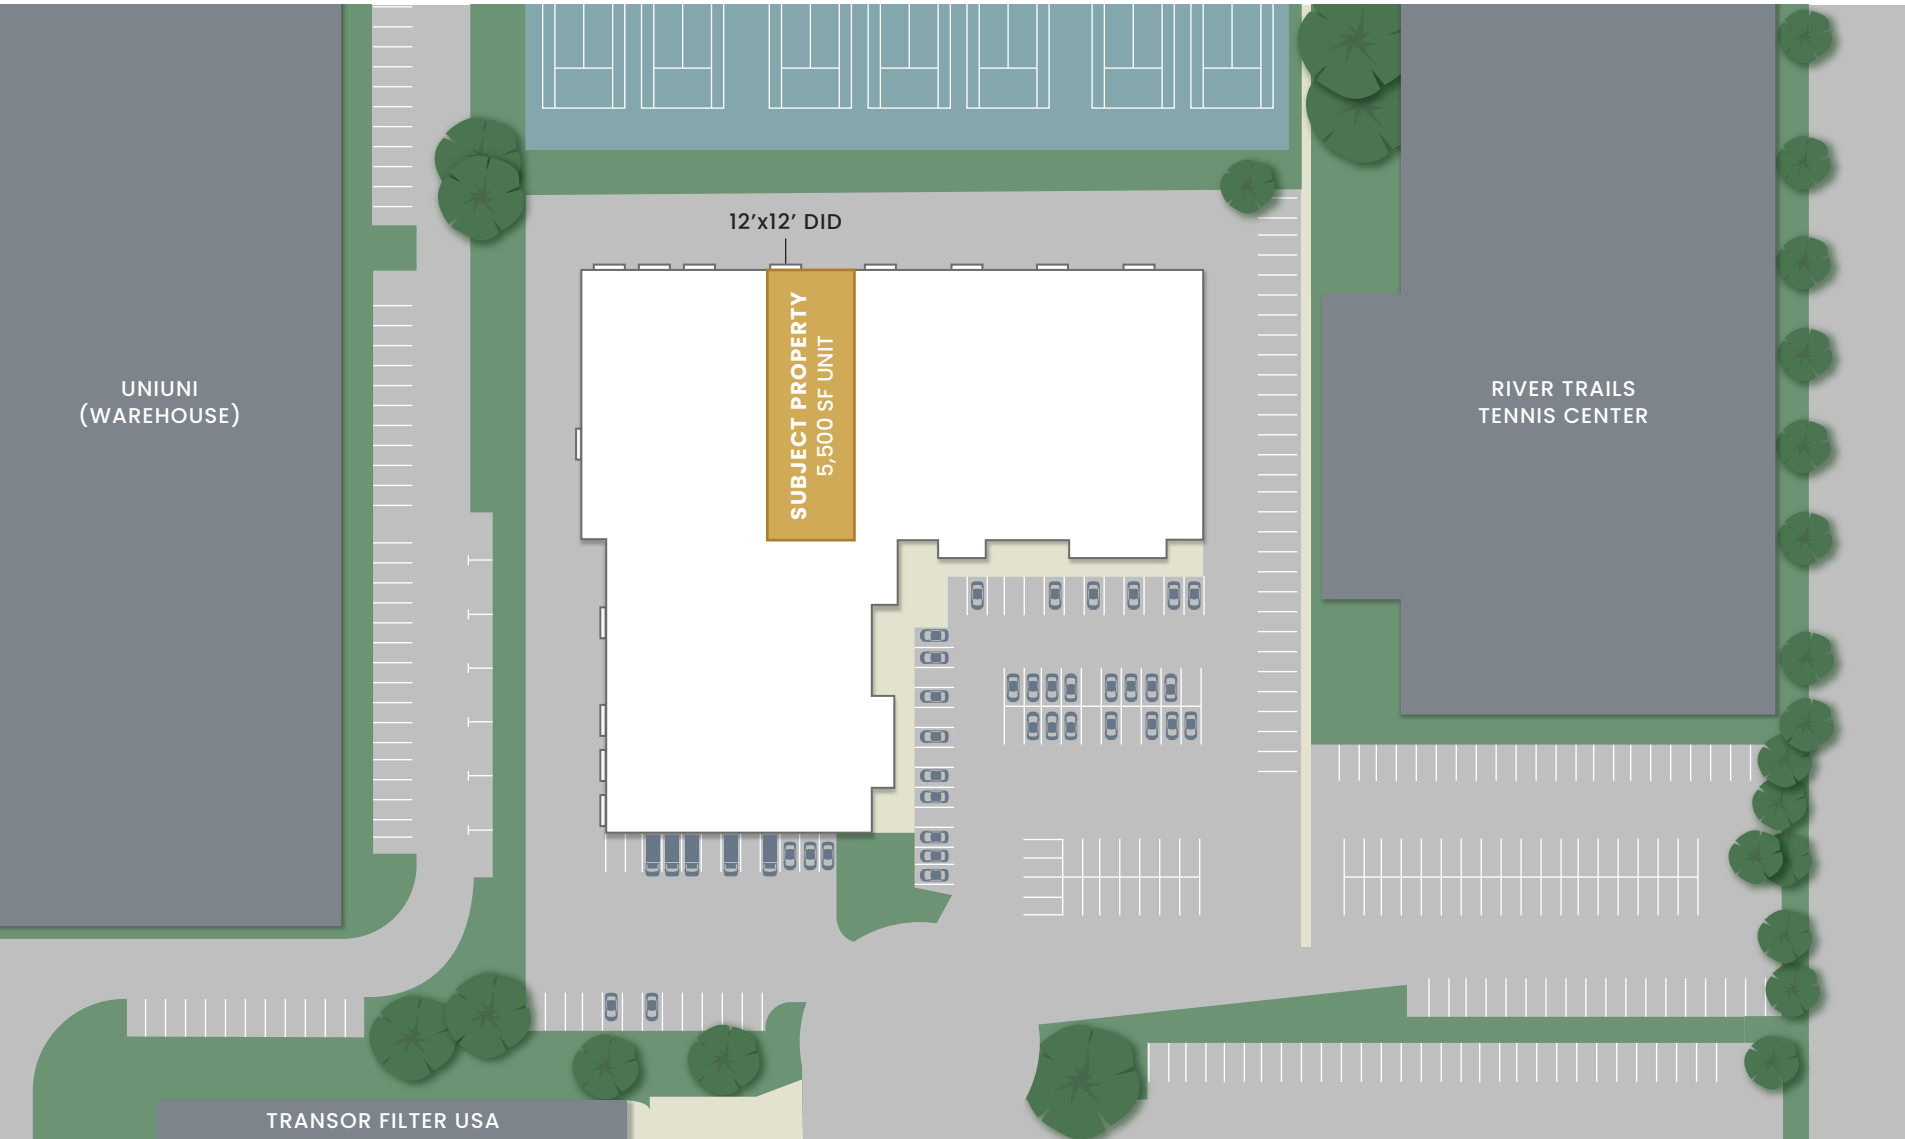 12’x12’ DID
SUBJECT PROPERTY
5,500 SF UNIT
UNIUNI
(WAREHOUSE)
RIVER TRAILS
TENNIS CENTER
TRANSOR FILTER USA